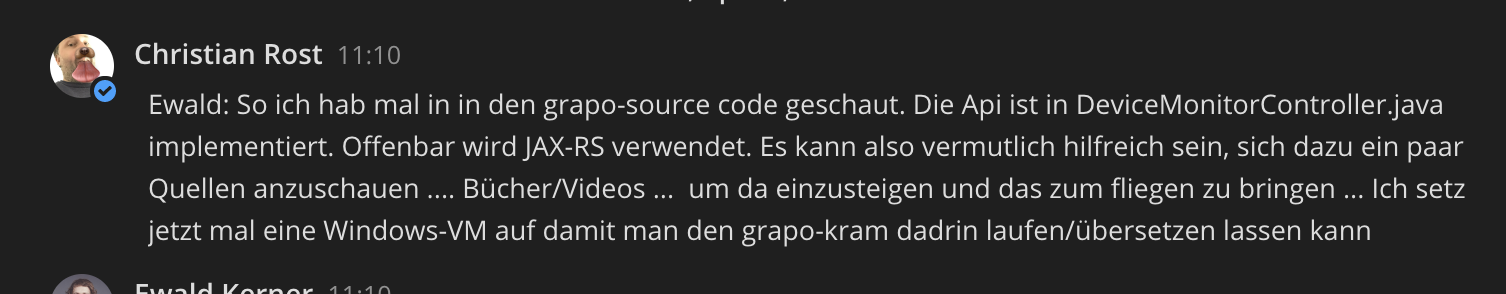 Christian Rost 11:10
Ewald: So ich hab mal in in den grapo-source code geschaut. Die Api ist in DeviceMonitorController.java
implementiert. Offenbar wird JAX-RS verwendet. Es kann also vermutlich hilfreich sein, sich dazu ein paar
Quellen anzuschauen .... Bücher/Videos ... um da einzusteigen und das zum fliegen zu bringen ... Ich setz
jetzt mal eine Windows-VM auf damit man den grapo-kram dadrin laufen/übersetzen lassen kann
Ewald Kerner 11:10